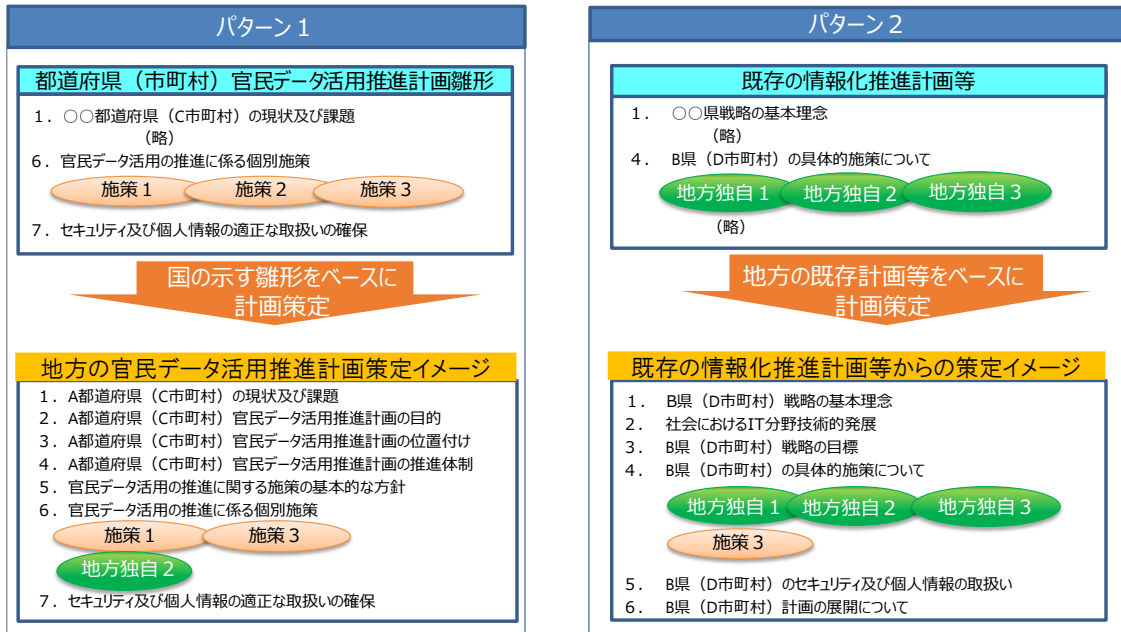 パターン１
都道府県（市町村）官民データ活用推進計画雛形
１．○○都道府県（C市町村）の現状及び課題
（略）
６．官民データ活用の推進に係る個別施策
施策１ 施策２ 施策３
７．セキュリティ及び個人情報の適正な取扱いの確保
国の示す雛形をベースに
計画策定
地方の官民データ活用推進計画策定イメージ
１．A都道府県（C市町村）の現状及び課題
２．A都道府県（C市町村）官民データ活用推進計画の目的
３．A都道府県（C市町村）官民データ活用推進計画の位置付け
４．A都道府県（C市町村）官民データ活用推進計画の推進体制
５．官民データ活用の推進に関する施策の基本的な方針
６．官民データ活用の推進に係る個別施策
施策１ 施策３
地方独自２
７．セキュリティ及び個人情報の適正な取扱いの確保
パターン２
既存の情報化推進計画等
１． ○○県戦略の基本理念
（略）
４． B県（D市町村）の具体的施策について
地方独自１ 地方独自２ 地方独自３
（略）
地方の既存計画等をベースに
計画策定
既存の情報化推進計画等からの策定イメージ
１． B県（D市町村）戦略の基本理念
２． 社会におけるIT分野技術的発展
３． B県（D市町村）戦略の目標
４． B県（D市町村）の具体的施策について
地方独自１ 地方独自２ 地方独自３
施策３
５． B県（D市町村）のセキュリティ及び個人情報の取扱い
６． B県（D市町村）計画の展開について